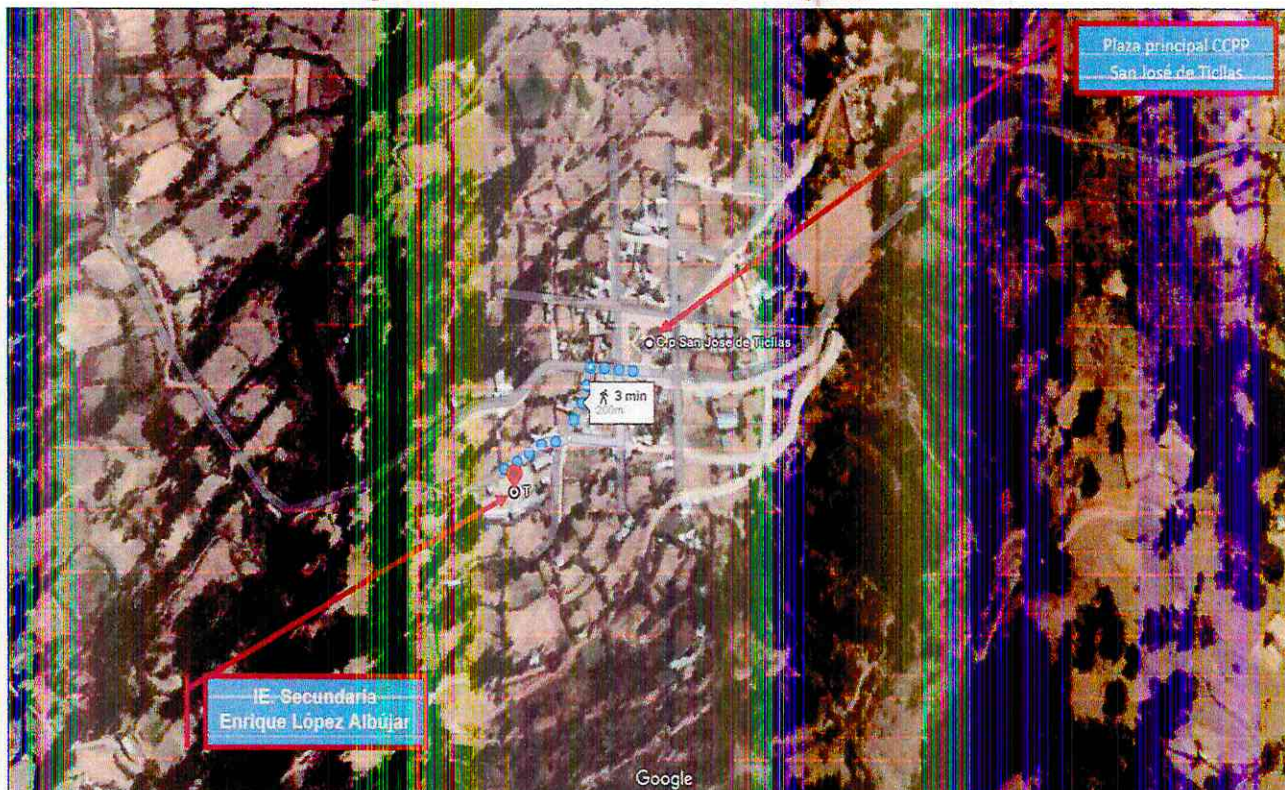 Plaza principal CCPP
San José de Ticllas
C.p San José de Ticllas
3 min
200m
T
IE. Secundaria
Enrique López Albújar
Google